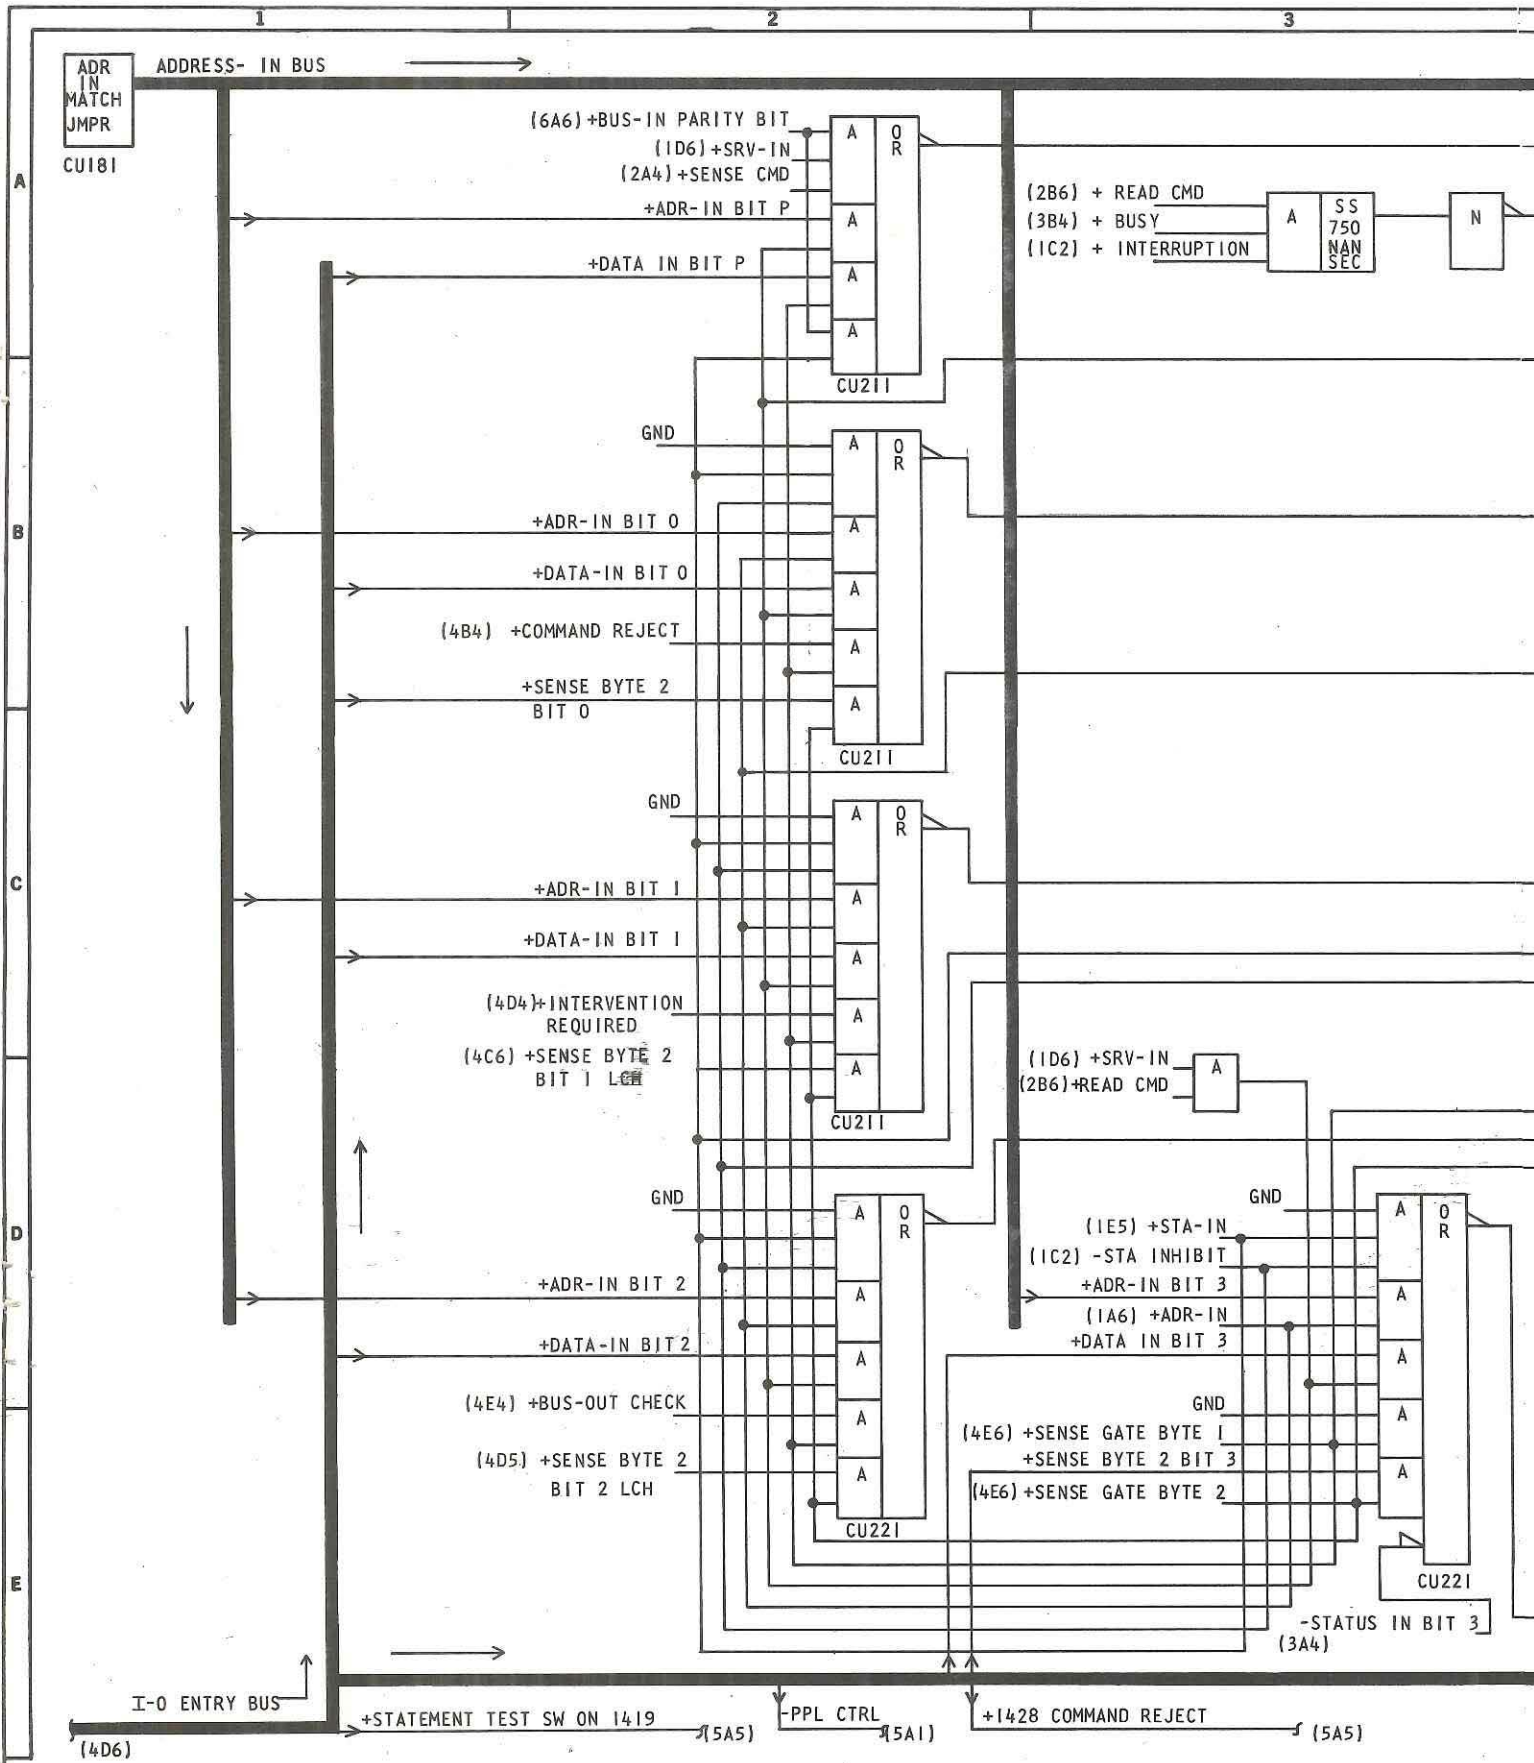 1 2 3
ADR
IN
MATCH
JMPR
CU181
ADDRESS- IN BUS
A
(6A6)+BUS-IN PARITY BIT
(1D6)+SRV-IN
(2A4)+SENSE CMD
+ADR-IN BIT P
+DATA IN BIT P
A
A
A
A
OR
CU211
(2B6) + READ CMD
(3B4) + BUSY
(1C2) + INTERRUPTION
A
SS
750
NAN
SEC
N
B
GND
+ADR-IN BIT 0
+DATA-IN BIT 0
(4B4) +COMMAND REJECT
+SENSE BYTE 2
BIT 0
A
A
A
A
A
OR
CU211
C
GND
+ADR-IN BIT 1
+DATA-IN BIT 1
(4D4)+INTERVENTION
REQUIRED
(4C6) +SENSE BYTE 2
BIT 1 LCH
A
A
A
A
A
OR
CU211
(1D6) +SRV-IN
(2B6)+READ CMD
A
D
GND
+ADR-IN BIT 2
+DATA-IN BIT 2
(4E4) +BUS-OUT CHECK
(4D5) +SENSE BYTE 2
BIT 2 LCH
A
A
A
A
A
OR
CU221
GND
(1E5) +STA-IN
(1C2) -STA INHIBIT
+ADR-IN BIT 3
(1A6) +ADR-IN
+DATA IN BIT 3
GND
(4E6) +SENSE GATE BYTE 1
+SENSE BYTE 2 BIT 3
(4E6)+SENSE GATE BYTE 2
A
A
A
A
A
OR
CU221
E
-STATUS IN BIT 3
(3A4)
I-O ENTRY BUS
(4D6)
+STATEMENT TEST SW ON 1419
(5A5)
-PPL CTRL
(5A1)
+1428 COMMAND REJECT
(5A5)